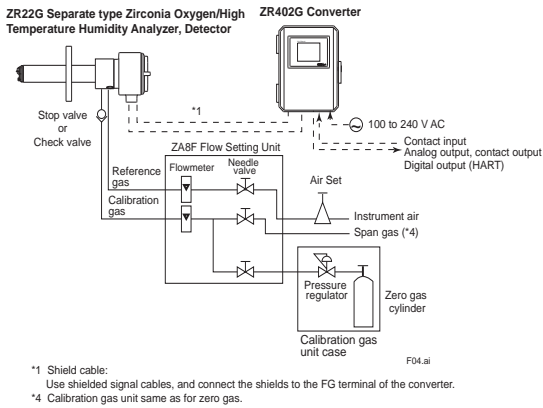 ZR22G Separate type Zirconia Oxygen/High
Temperature Humidity Analyzer, Detector
ZR402G Converter
*1
Stop valve
or
Check valve
100 to 240 V AC
Contact input
Analog output, contact output
Digital output (HART)
ZA8F Flow Setting Unit
Reference
gas
Flowmeter
Needle
valve
Air Set
Calibration
gas
Instrument air
Span gas (*4)
Pressure
regulator
Zero gas
cylinder
Calibration gas
unit case
F04.ai
*1 Shield cable:
Use shielded signal cables, and connect the shields to the FG terminal of the converter.
*4 Calibration gas unit same as for zero gas.